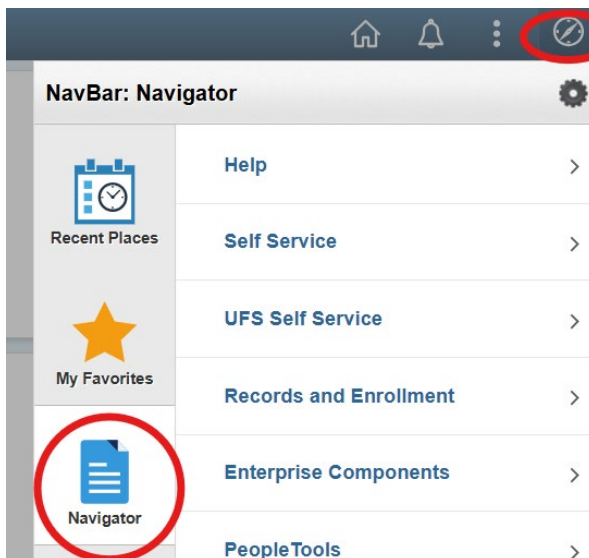 NavBar: Navigator
Recent Places
My Favorites
Navigator
Help
Self Service
UFS Self Service
Records and Enrollment
Enterprise Components
PeopleTools